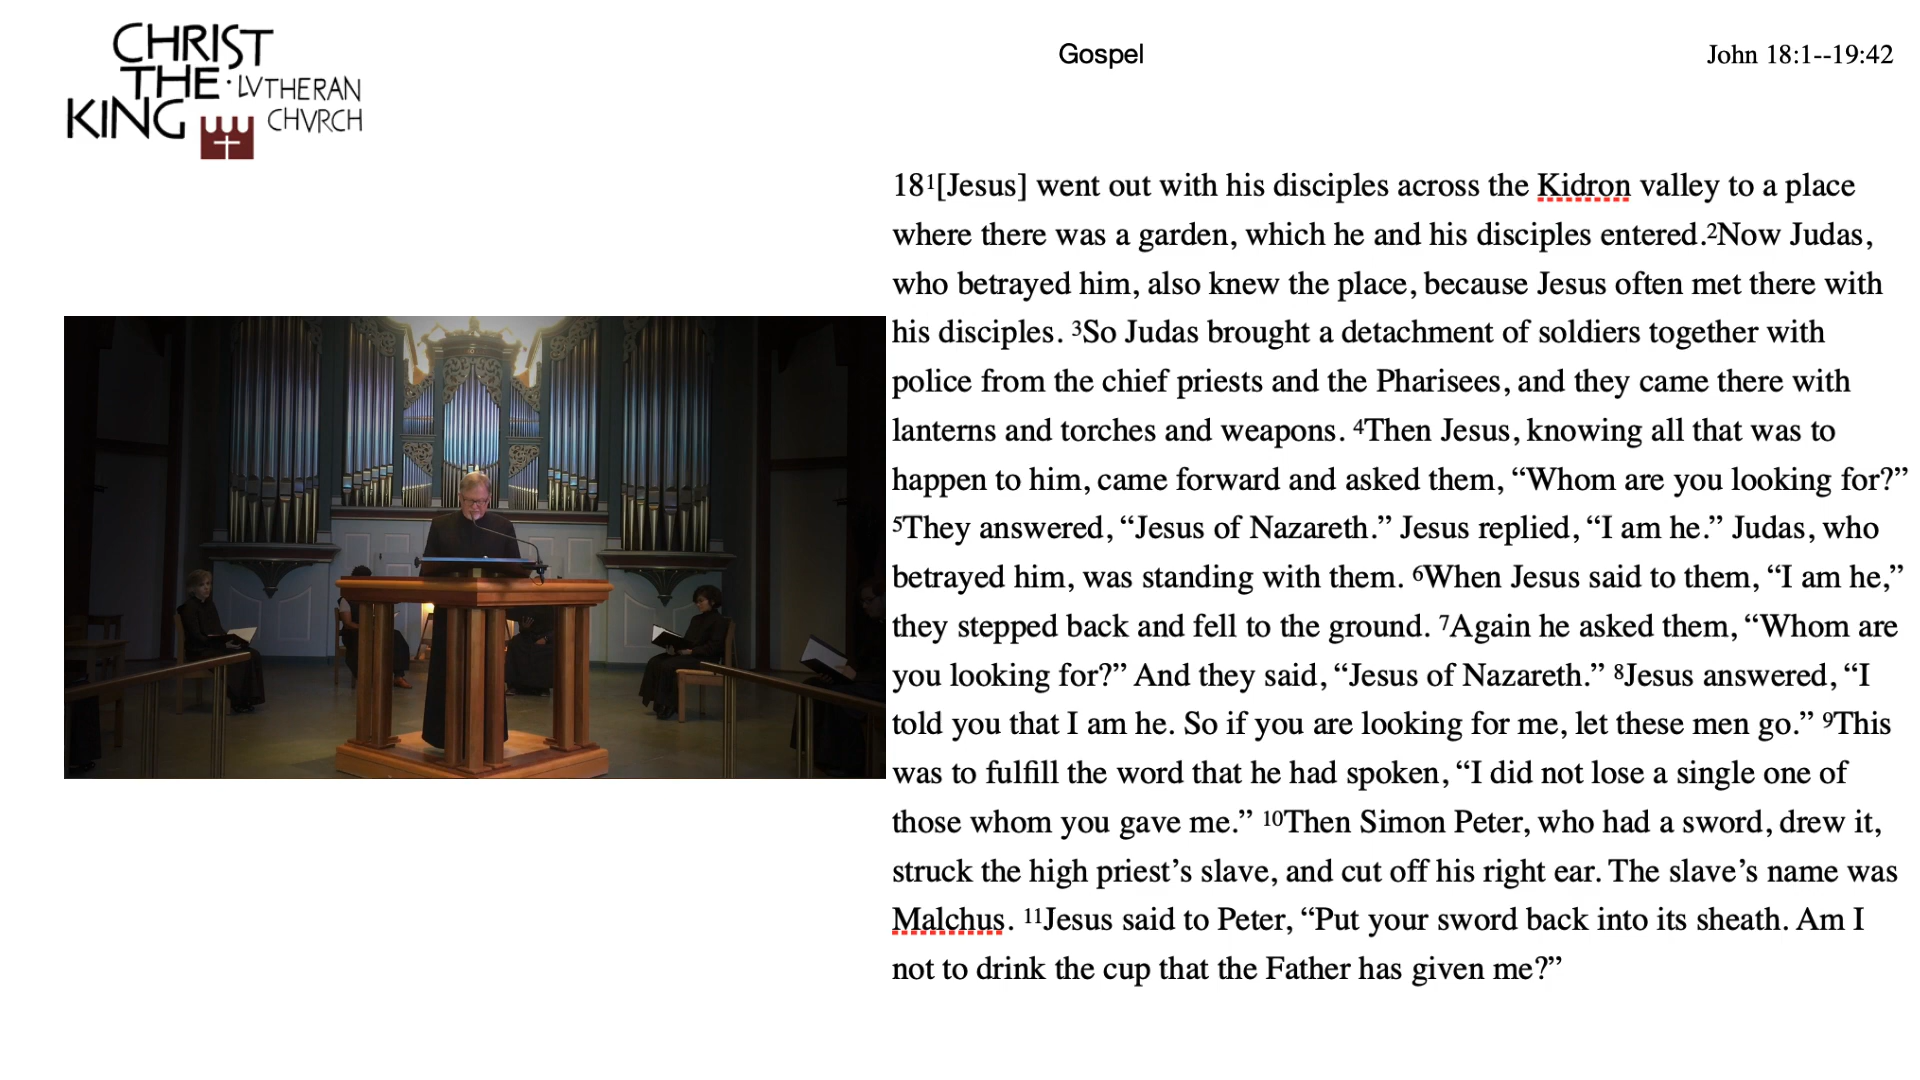 CHRIST
THE · LVTHERAN
KING CHVRCH
Gospel
John 18:1--19:42
18¹[Jesus] went out with his disciples across the Kidron valley to a place
where there was a garden, which he and his disciples entered.²Now Judas,
who betrayed him, also knew the place, because Jesus often met there with
his disciples. ³So Judas brought a detachment of soldiers together with
police from the chief priests and the Pharisees, and they came there with
lanterns and torches and weapons. ⁴Then Jesus, knowing all that was to
happen to him, came forward and asked them, “Whom are you looking for?”
⁵They answered, “Jesus of Nazareth.” Jesus replied, “I am he.” Judas, who
betrayed him, was standing with them. ⁶When Jesus said to them, “I am he,”
they stepped back and fell to the ground. ⁷Again he asked them, “Whom are
you looking for?” And they said, “Jesus of Nazareth.” ⁸Jesus answered, “I
told you that I am he. So if you are looking for me, let these men go.” ⁹This
was to fulfill the word that he had spoken, “I did not lose a single one of
those whom you gave me.” ¹⁰Then Simon Peter, who had a sword, drew it,
struck the high priest’s slave, and cut off his right ear. The slave’s name was
Malchus. ¹¹Jesus said to Peter, “Put your sword back into its sheath. Am I
not to drink the cup that the Father has given me?”